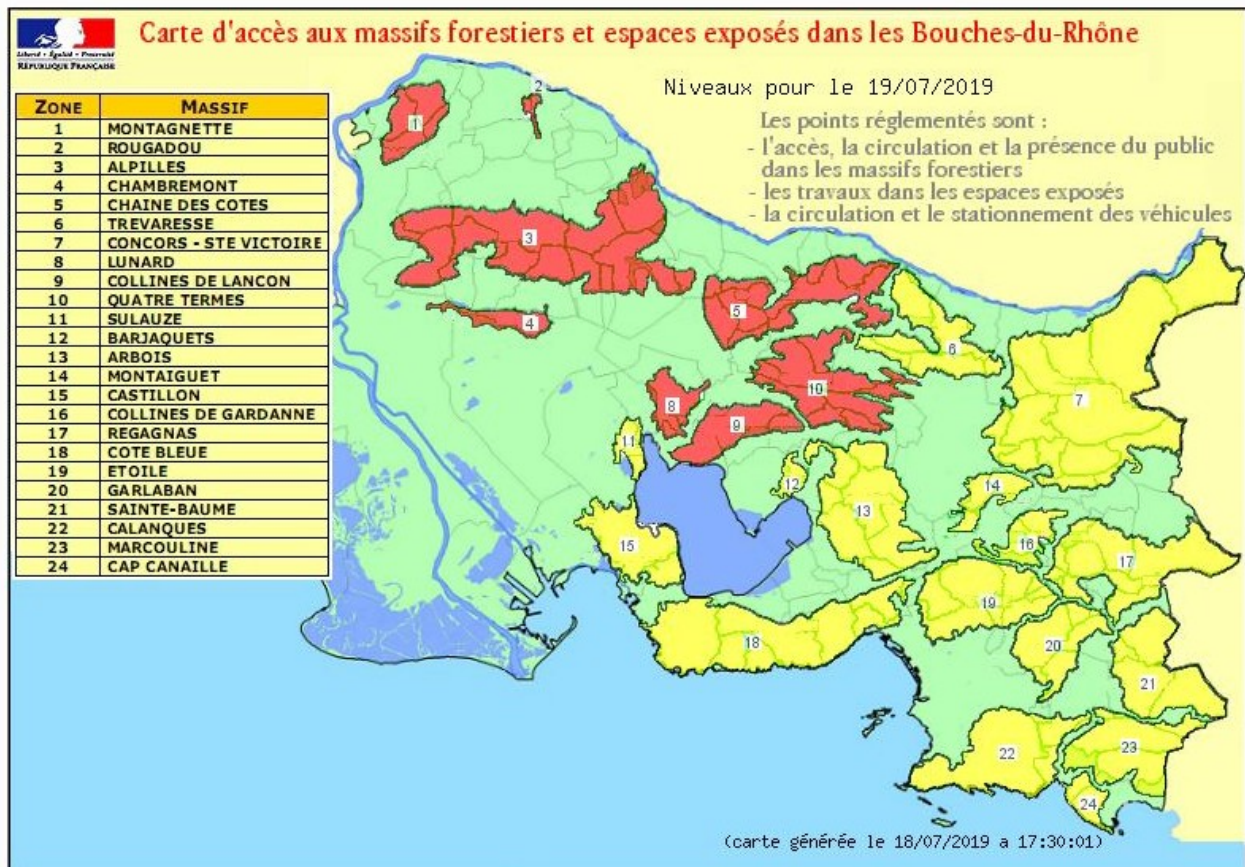 Liberté • Égalité • Fraternité
RÉPUBLIQUE FRANÇAISE
Carte d'accès aux massifs forestiers et espaces exposés dans les Bouches-du-Rhône
Niveaux pour le 19/07/2019
Les points réglementés sont :
- l'accès, la circulation et la présence du public
dans les massifs forestiers
- les travaux dans les espaces exposés
- la circulation et le stationnement des véhicules
ZONE MASSIF
1 MONTAGNETTE
2 ROUGADOU
3 ALPILLES
4 CHAMBREMONT
5 CHAINE DES COTES
6 TREVARESSE
7 CONCORS - STE VICTOIRE
8 LUNARD
9 COLLINES DE LANCON
10 QUATRE TERMES
11 SULAUZE
12 BARJAQUETS
13 ARBOIS
14 MONTAIGUET
15 CASTILLON
16 COLLINES DE GARDANNE
17 REGAGNAS
18 COTE BLEUE
19 ETOILE
20 GARLABAN
21 SAINTE-BAUME
22 CALANQUES
23 MARCOULINE
24 CAP CANAILLE
2
1
3
4
5
6
10
7
8
9
11
12
14
13
15
16
17
19
18
20
21
22
23
24
(carte générée le 18/07/2019 a 17:30:01)